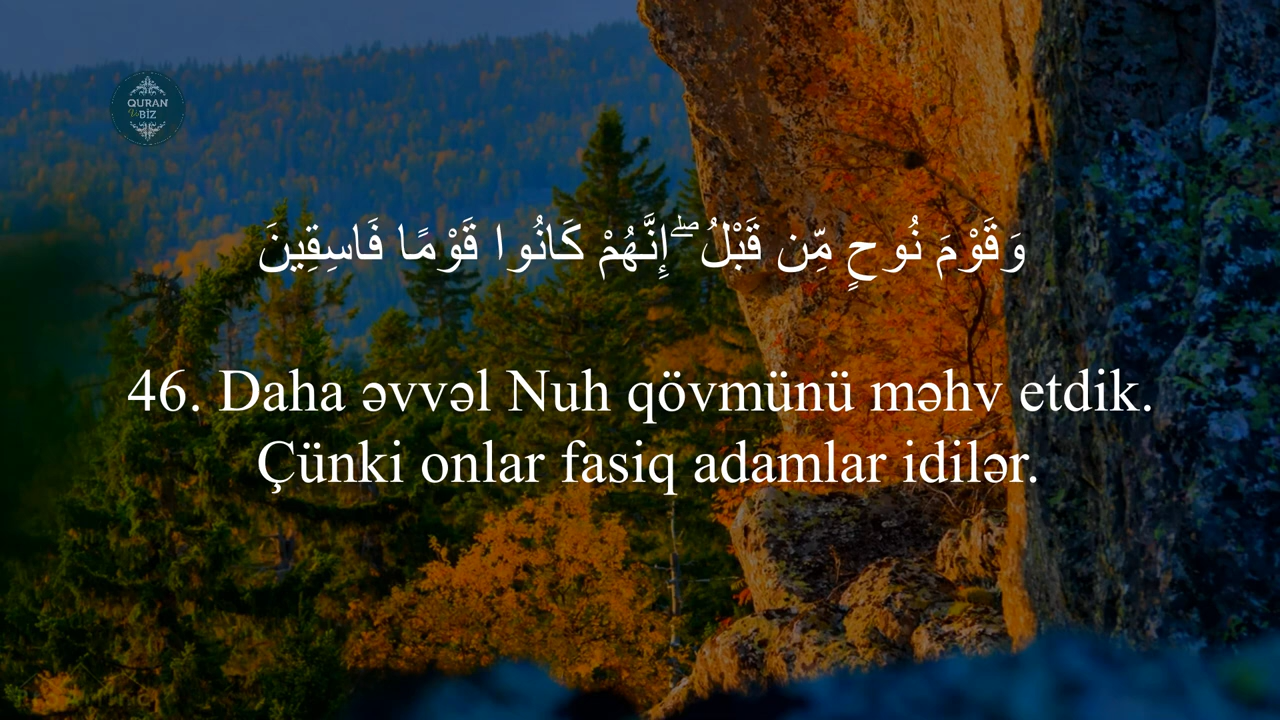 QURAN
Və BİZ
وَقَوْمَ نُوحٍ مِّن قَبْلُ ۖ إِنَّهُمْ كَانُوا قَوْمًا فَاسِقِينَ
46. Daha əvvəl Nuh qövmünü məhv etdik.
Çünki onlar fasiq adamlar idilər.